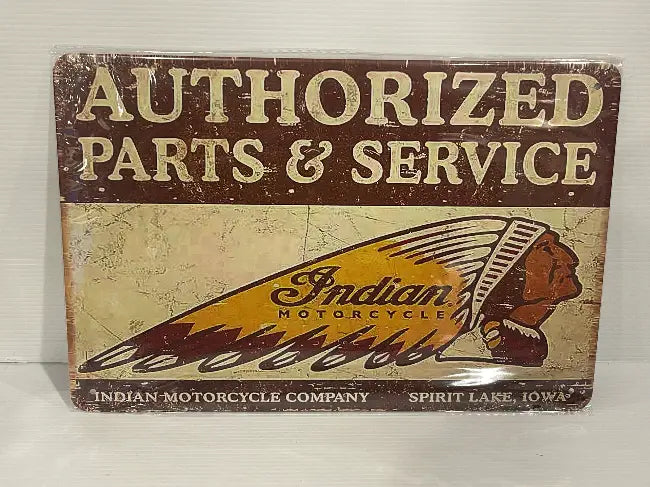 AUTHORIZED
PARTS & SERVICE
Indian
MOTORCYCLE
INDIAN MOTORCYCLE COMPANY SPIRIT LAKE, IOWA